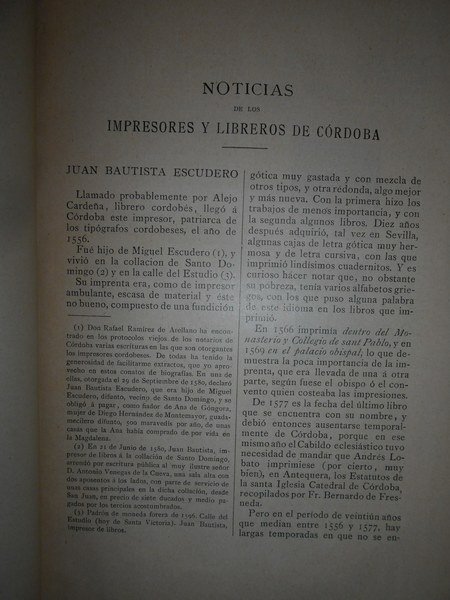 NOTICIAS
DE LOS
IMPRESORES Y LIBREROS DE CÓRDOBA
JUAN BAUTISTA ESCUDERO
Llamado probablemente por Alejo
Cardeña, librero cordobés, llegó á
Córdoba este impresor, patriarca de
los tipógrafos cordobeses, el año de
1556.
Fué hijo de Miguel Escudero (1), y
vivió en la collacion de Santo Do-
mingo (2) y en la calle del Estudio (3).
Su imprenta era, como de impresor
ambulante, escasa de material y éste
no bueno, compuesto de una fundición
(1) Don Rafael Ramírez de Arellano ha encon-
trado en los protocolos viejos de los notarios de
Córdoba varias escrituras en las que son otorgantes
los impresores cordobeses. De todas ha tenido la
generosidad de facilitarme extractos, que yo apro-
vecho en estos conatos de biografías. En una de
ellas, otorgada el 29 de Septiembre de 1580, declaró
Juan Bautista Escudero, que era hijo de Miguel
Escudero, difunto, vecino de Santo Domingo, y se
obligó á pagar, como fiador de Ana de Góngora,
mujer de Diego Hernández de Montemayor, guada-
mecilero difunto, 500 maravedís por año, de unas
casas que la Ana había comprado de por vida en
la Magdalena.
(2) En 21 de Junio de 1580, Juan Bautista, im-
presor de libros á la collación de Santo Domingo,
arrendó por escritura pública al muy ilustre señor
D. Antonio Venegas de la Cueva, una sala alta con
dos aposentos á los lados, con parte de servicio de
unas casas principales en la dicha collación, desde
San Juan, en precio de siete ducados y medio paga-
dos por los tercios acostumbrados.
(3) Padrón de moneda forera de 1596. Calle del
Estudio (hoy de Santa Victoria). Juan Bautista,
impresor de libros.
gótica muy gastada y con mezcla de
otros tipos, y otra redonda, algo mejor
y más nueva. Con la primera hizo los
trabajos de menos importancia, y con
la segunda algunos libros. Diez años
después adquirió, tal vez en Sevilla,
algunas cajas de letra gótica muy her-
mosa y de letra cursiva, con las que
imprimió lindísimos cuadernitos. Y es
curioso hacer notar que, no obstante
su pobreza, tenía varios alfabetos grie-
gos, con los que puso alguna palabra
de este idioma en los libros que im-
primió.
En 1566 imprimía dentro del Mo-
nasterio y Collegio de sant Pablo, y en
1569 en el palacio obispal, lo que de-
muestra la poca importancia de la im-
prenta, que era llevada de una á otra
parte, según fuese el obispo ó el con-
vento quien costeaba las impresiones.
De 1577 es la fecha del último libro
que se encuentra con su nombre, y
debió entonces ausentarse temporal-
mente de Córdoba, porque en ese
mismo año el Cabildo eclesiástico tuvo
necesidad de mandar que Andrés Lo-
bato imprimiese (por cierto, muy
bien), en Antequera, los Estatutos de
la santa Iglesia Catedral de Córdoba,
recopilados por Fr. Bernardo de Fres-
neda.
Pero en el período de veintiún años
que median entre 1556 y 1577, hay
largas temporadas en que no se en-